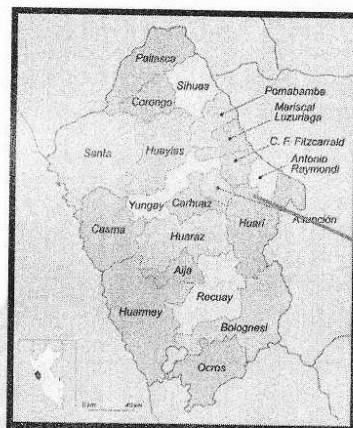 Pallasca
Sihuas
Pomabamba
Corongo
Mariscal
Luzuriaga
Santa
Huaylas
C. F. Fitzcarrald
Antonio
Raymondi
Yungay
Carhuaz
Asunción
Casma
Huari
Huaraz
Aija
Recuay
Huarmey
Bolognesi
Ocros